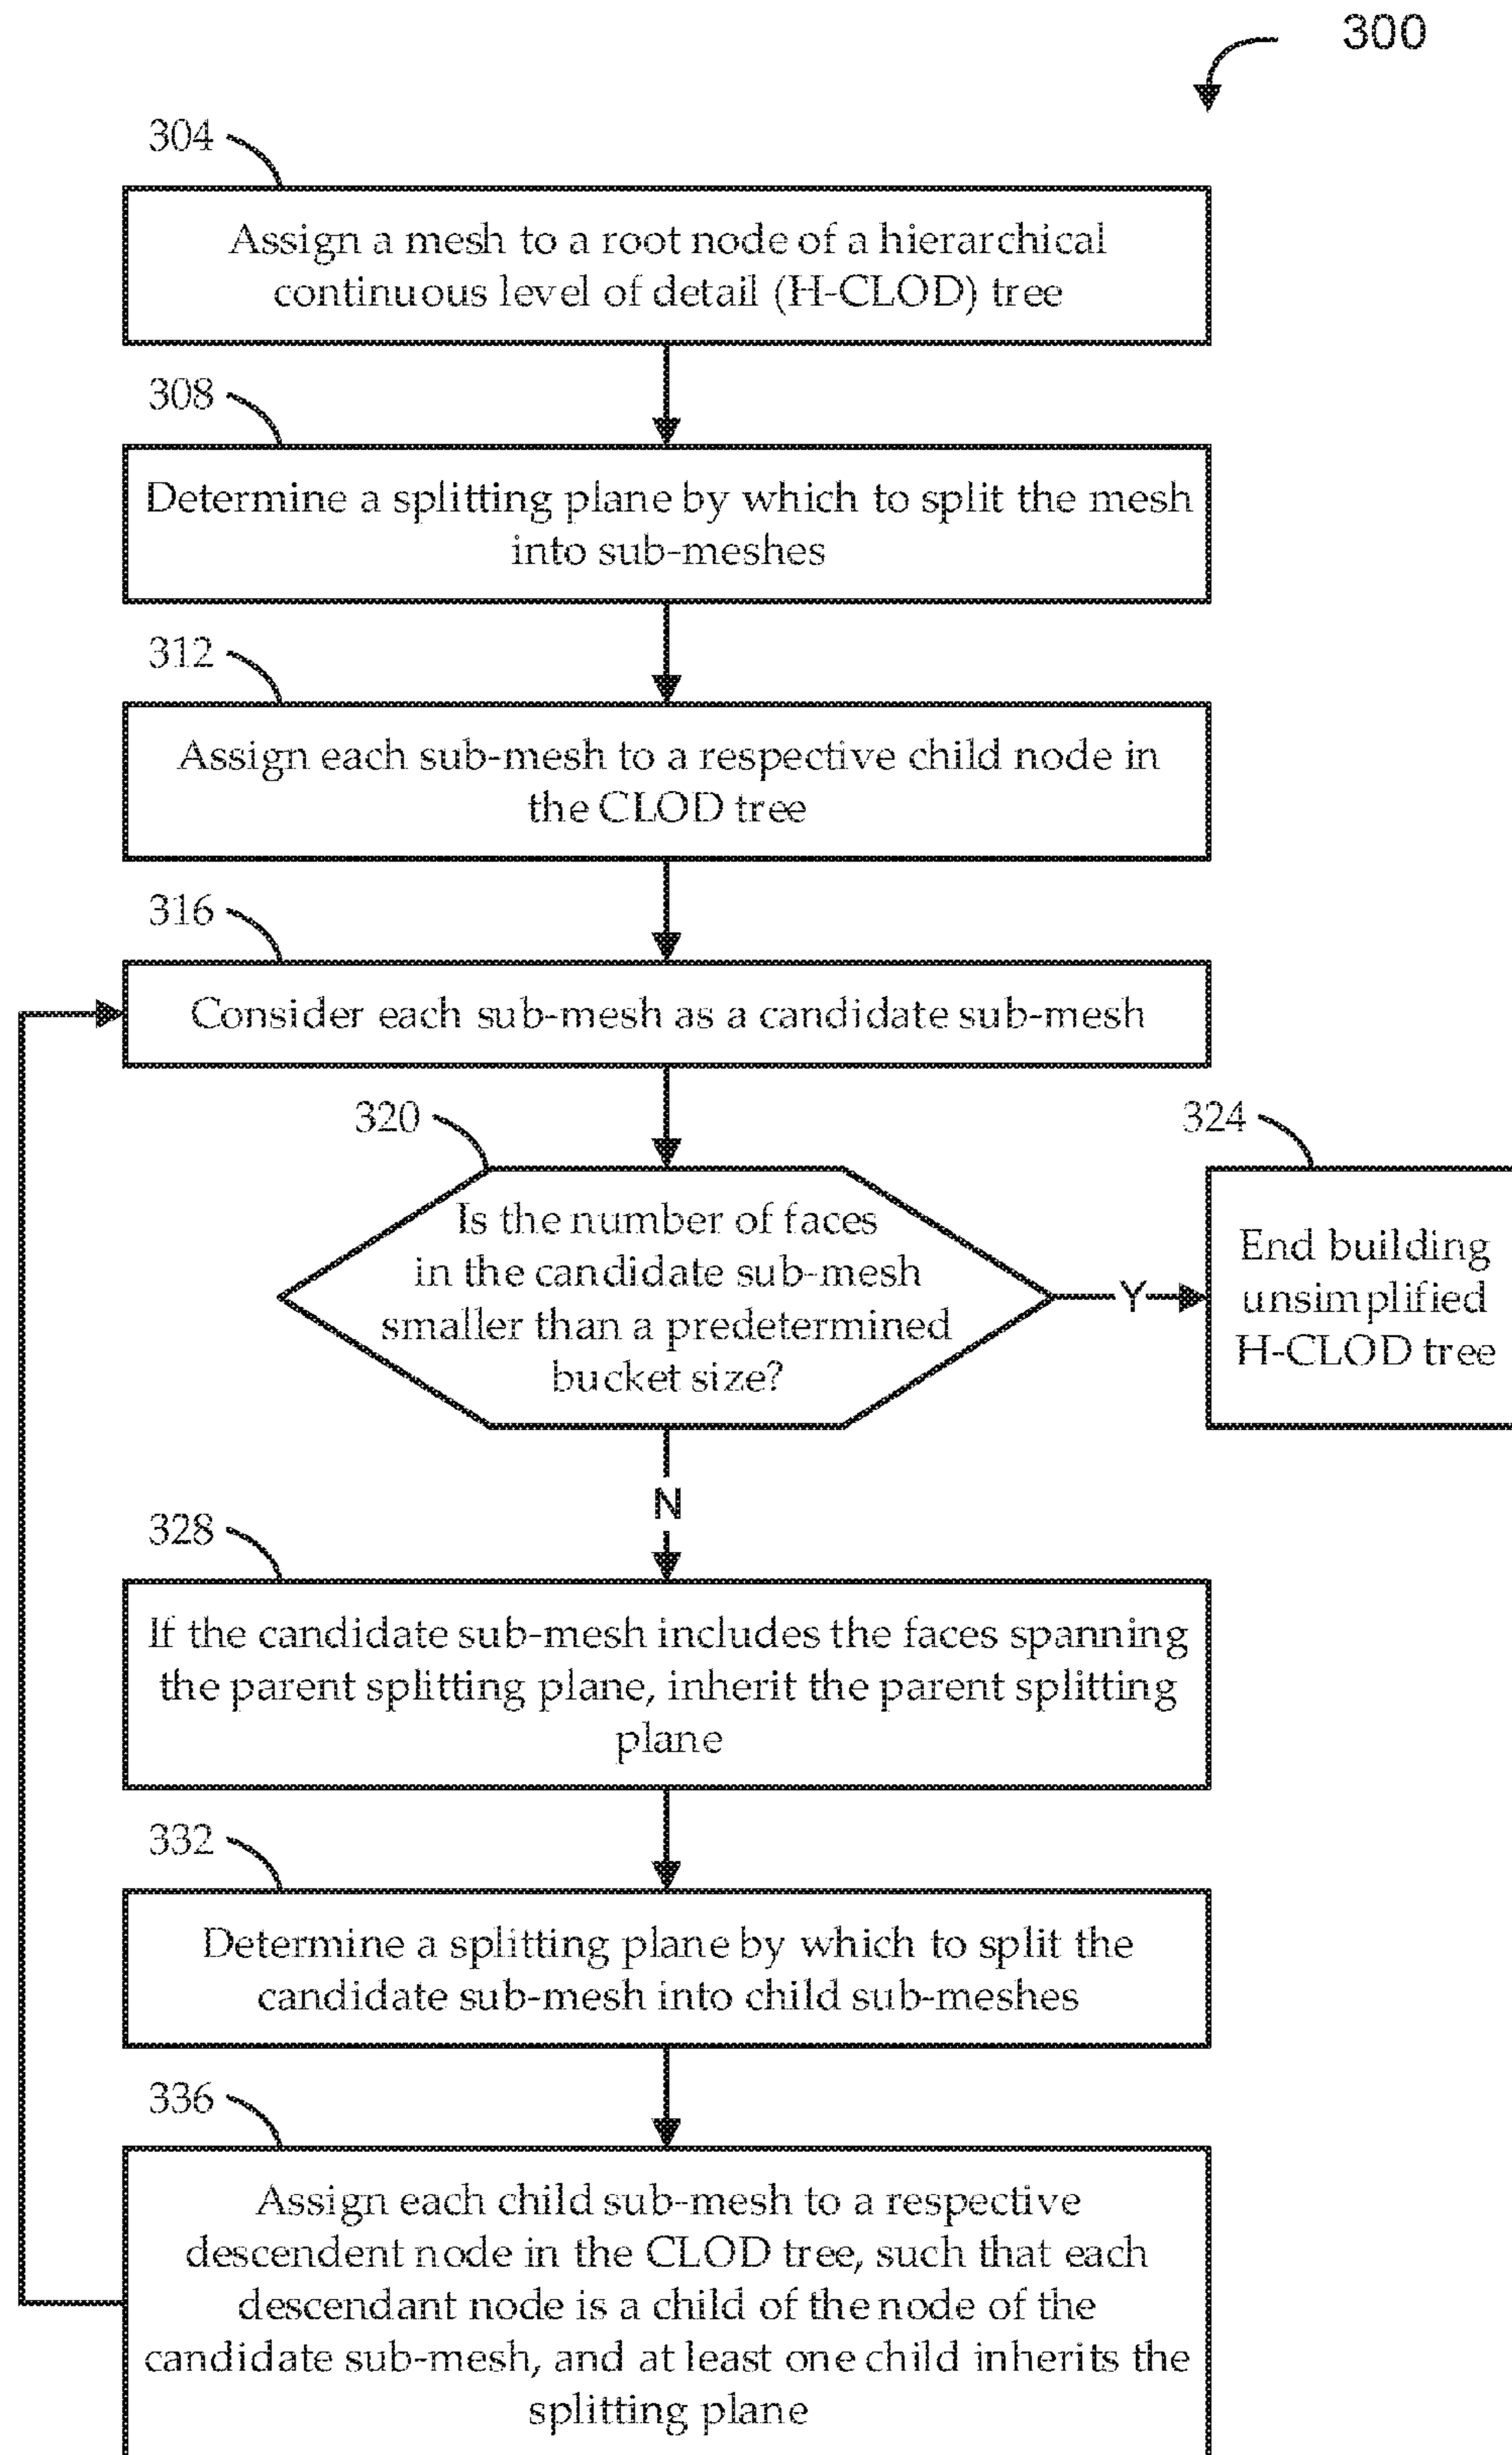 300
304
Assign a mesh to a root node of a hierarchical
continuous level of detail (H-CLOD) tree
308
Determine a splitting plane by which to split the mesh
into sub-meshes
312
Assign each sub-mesh to a respective child node in
the CLOD tree
316
Consider each sub-mesh as a candidate sub-mesh
320
Is the number of faces
in the candidate sub-mesh
smaller than a predetermined
bucket size?
Y
324
End building
unsimplified
H-CLOD tree
N
328
If the candidate sub-mesh includes the faces spanning
the parent splitting plane, inherit the parent splitting
plane
332
Determine a splitting plane by which to split the
candidate sub-mesh into child sub-meshes
336
Assign each child sub-mesh to a respective
descendent node in the CLOD tree, such that each
descendant node is a child of the node of the
candidate sub-mesh, and at least one child inherits the
splitting plane